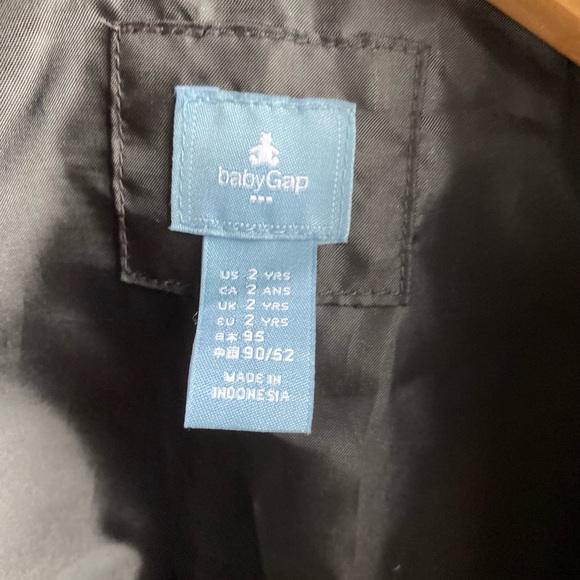 babyGap
US 2 YRS
CA 2 ANS
UK 2 YRS
EU 2 YRS
日本 95
中国 90/52
MADE IN
INDONESIA